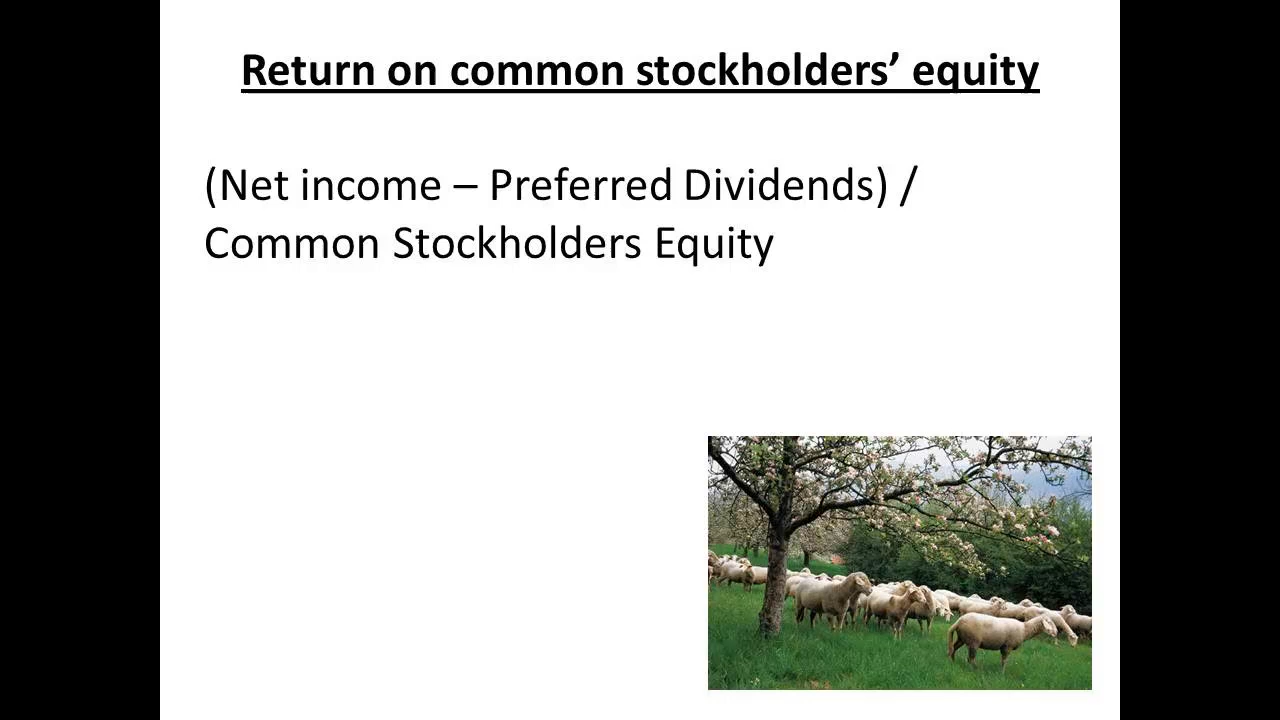 Return on common stockholders’ equity
(Net income – Preferred Dividends) /
Common Stockholders Equity